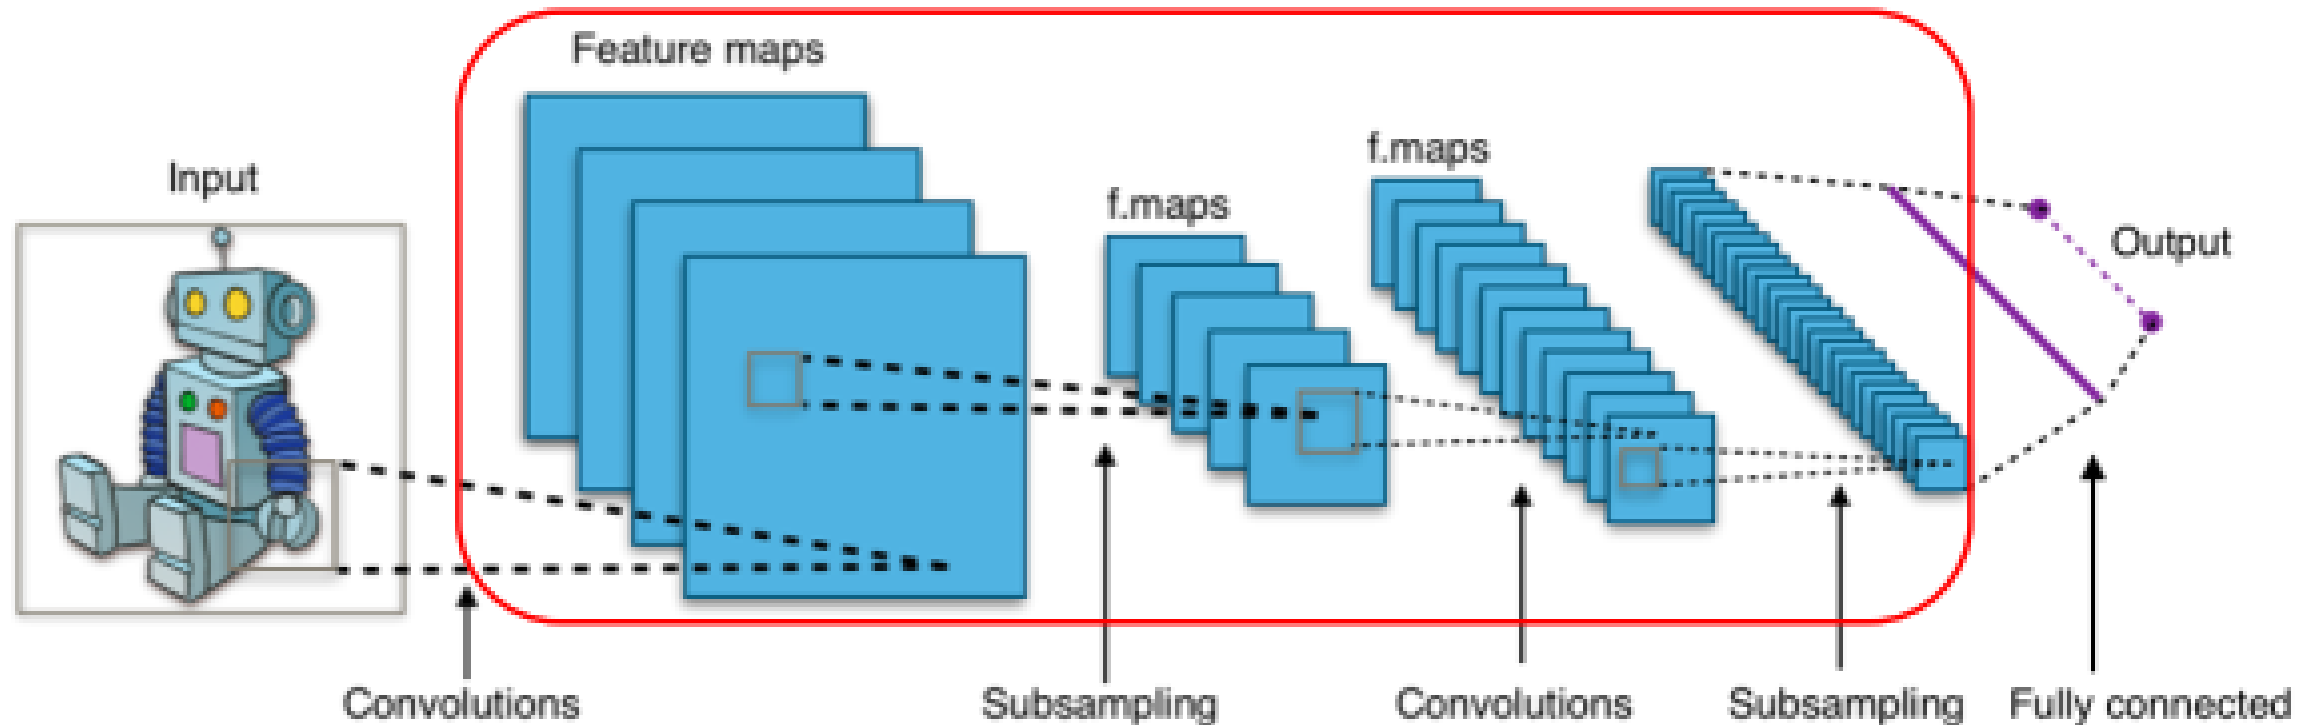 Feature maps
Input
f.maps
f.maps
Output
Convolutions
Subsampling
Convolutions
Subsampling
Fully connected